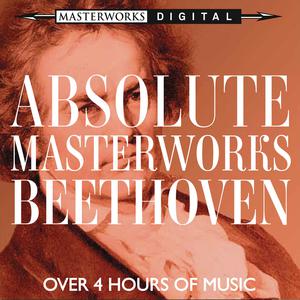 MASTERWORKS DIGITAL
ABSOLUTE
MASTERWORKS
BEETHOVEN
OVER 4 HOURS OF MUSIC